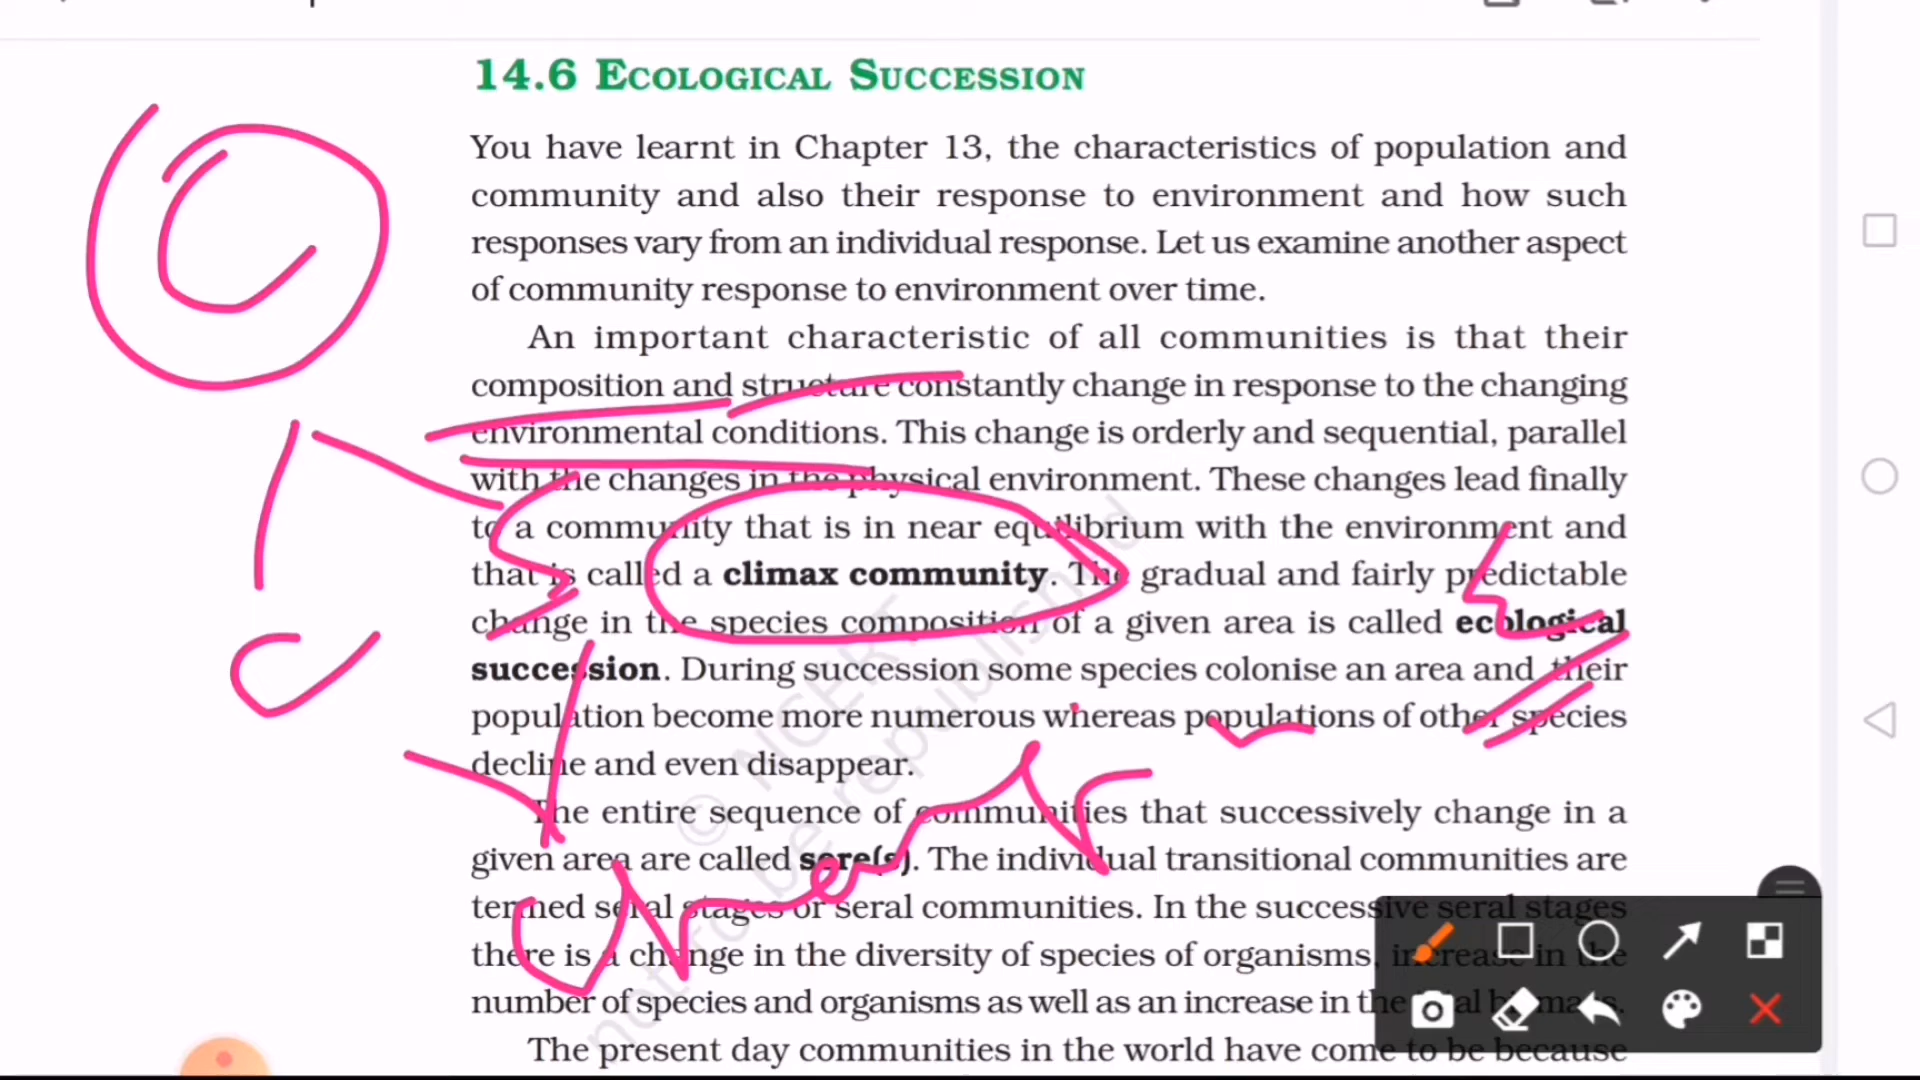 14.6 Ecological Succession
You have learnt in Chapter 13, the characteristics of population and
community and also their response to environment and how such
responses vary from an individual response. Let us examine another aspect
of community response to environment over time.
An important characteristic of all communities is that their
composition and structure constantly change in response to the changing
environmental conditions. This change is orderly and sequential, parallel
with the changes in the physical environment. These changes lead finally
to a community that is in near equilibrium with the environment and
that is called a climax community. The gradual and fairly predictable
change in the species composition of a given area is called ecological
succession. During succession some species colonise an area and their
population become more numerous whereas populations of other species
decline and even disappear.
The entire sequence of communities that successively change in a
given area are called sere(s). The individual transitional communities are
termed seral stages or seral communities. In the successive seral stages
there is a change in the diversity of species of organisms, increase in the
number of species and organisms as well as an increase in the total biomass.
The present day communities in the world have come to be because
© NCERT
not to be republished